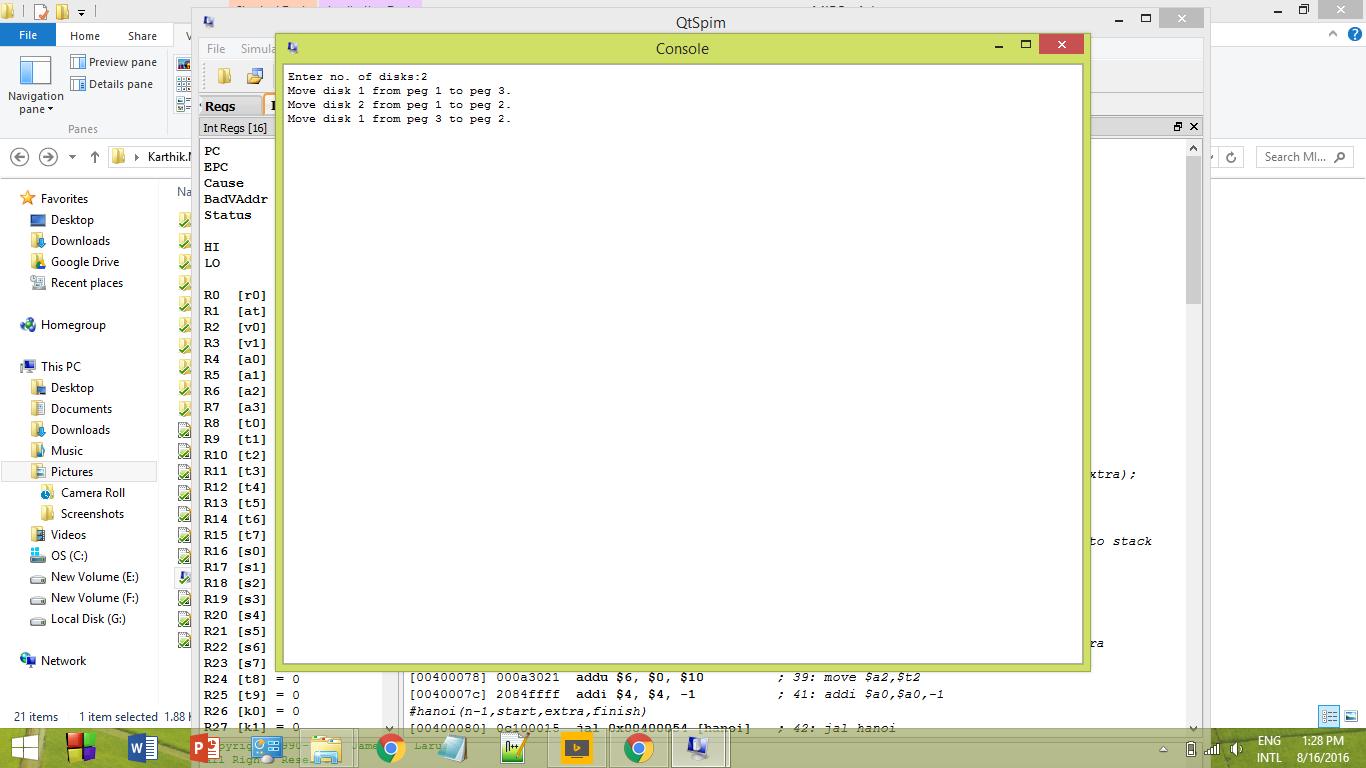 QtSpim
File Home Share
File Simula
Console
Preview pane
Details pane
Navigation
pane
Panes
Enter no. of disks:2
Move disk 1 from peg 1 to peg 3.
Move disk 2 from peg 1 to peg 2.
Move disk 1 from peg 3 to peg 2.
Regs
Int Regs [16]
Karthik.
Search MI...
Na
Favorites
Desktop
Downloads
Google Drive
Recent places
Homegroup
This PC
Desktop
Documents
Downloads
Music
Pictures
Camera Roll
Screenshots
Videos
OS (C:)
New Volume (E:)
New Volume (F:)
Local Disk (G:)
Network
21 items 1 item selected 1.88 K
PC
EPC
Cause
BadVAddr
Status
HI
LO
R0 [r0]
R1 [at]
R2 [v0]
R3 [v1]
R4 [a0]
R5 [a1]
R6 [a2]
R7 [a3]
R8 [t0]
R9 [t1]
R10 [t2]
R11 [t3]
R12 [t4]
R13 [t5]
R14 [t6]
R15 [t7]
R16 [s0]
R17 [s1]
R18 [s2]
R19 [s3]
R20 [s4]
R21 [s5]
R22 [s6]
R23 [s7]
R24 [t8] = 0
R25 [t9] = 0
R26 [k0] = 0
R27 [k1] = 0
xtra);
to stack
ra
[00400078] 000a3021 addu $6, $0, $10 ; 39: move $a2,$t2
[0040007c] 2084ffff addi $4, $4, -1 ; 41: addi $a0,$a0,-1
#hanoi(n-1,start,extra,finish)
[00400080] 0c100015 jal 0x00400054 [hanoi] ; 42: jal hanoi
ENG
INTL
1:28 PM
8/16/2016